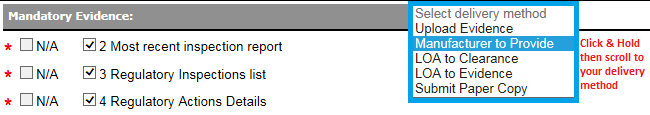 Mandatory Evidence:
Select delivery method
Upload Evidence
Manufacturer to Provide
LOA to Clearance
LOA to Evidence
Submit Paper Copy
Click & Hold
then scroll to
your delivery
method
* N/A 2 Most recent inspection report
* N/A 3 Regulatory Inspections list
* N/A 4 Regulatory Actions Details